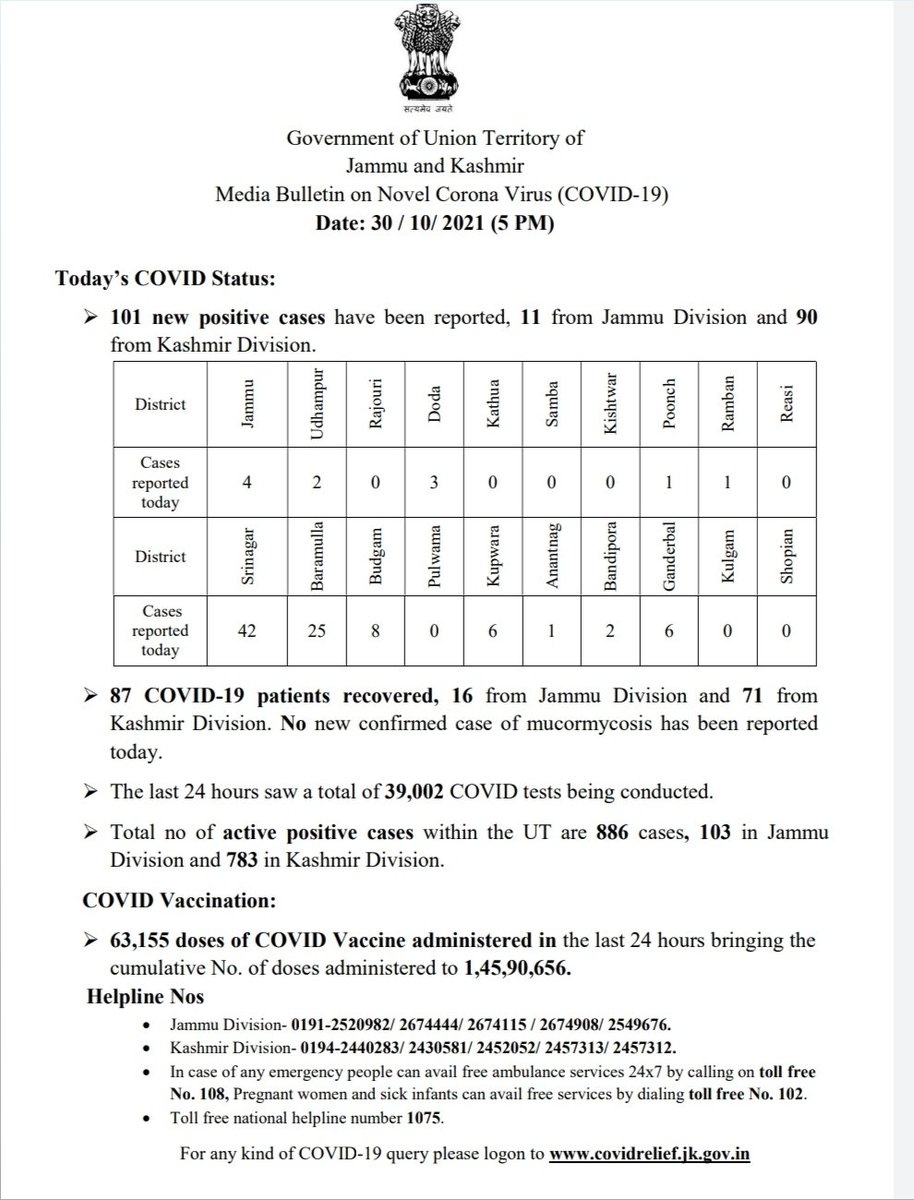 सत्यमेव जयते
Government of Union Territory of
Jammu and Kashmir
Media Bulletin on Novel Corona Virus (COVID-19)
Date: 30 / 10/ 2021 (5 PM)
Today’s COVID Status:
➢ 101 new positive cases have been reported, 11 from Jammu Division and 90
from Kashmir Division.
District Jammu Udhampur Rajouri Doda Kathua Samba Kishtwar Poonch Ramban Reasi
Cases
reported
today 4 2 0 3 0 0 0 1 1 0
District Srinagar Baramulla Budgam Pulwama Kupwara Anantnag Bandipora Ganderbal Kulgam Shopian
Cases
reported
today 42 25 8 0 6 1 2 6 0 0
➢ 87 COVID-19 patients recovered, 16 from Jammu Division and 71 from
Kashmir Division. No new confirmed case of mucormycosis has been reported
today.
➢ The last 24 hours saw a total of 39,002 COVID tests being conducted.
➢ Total no of active positive cases within the UT are 886 cases, 103 in Jammu
Division and 783 in Kashmir Division.
COVID Vaccination:
➢ 63,155 doses of COVID Vaccine administered in the last 24 hours bringing the
cumulative No. of doses administered to 1,45,90,656.
Helpline Nos
• Jammu Division- 0191-2520982/ 2674444/ 2674115 / 2674908/ 2549676.
• Kashmir Division- 0194-2440283/ 2430581/ 2452052/ 2457313/ 2457312.
• In case of any emergency people can avail free ambulance services 24x7 by calling on toll free
No. 108, Pregnant women and sick infants can avail free services by dialing toll free No. 102.
• Toll free national helpline number 1075.
For any kind of COVID-19 query please logon to www.covidrelief.jk.gov.in